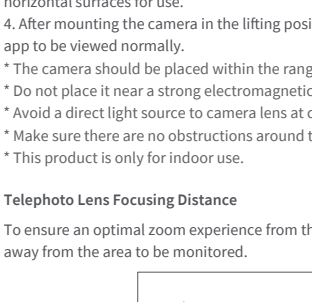 horizontal surfaces for use.
4. After mounting the camera in the lifting posi
app to be viewed normally.
* The camera should be placed within the rang
* Do not place it near a strong electromagnetic
* Avoid a direct light source to camera lens at
* Make sure there are no obstructions around
* This product is only for indoor use.
Telephoto Lens Focusing Distance
To ensure an optimal zoom experience from
away from the area to be monitored.